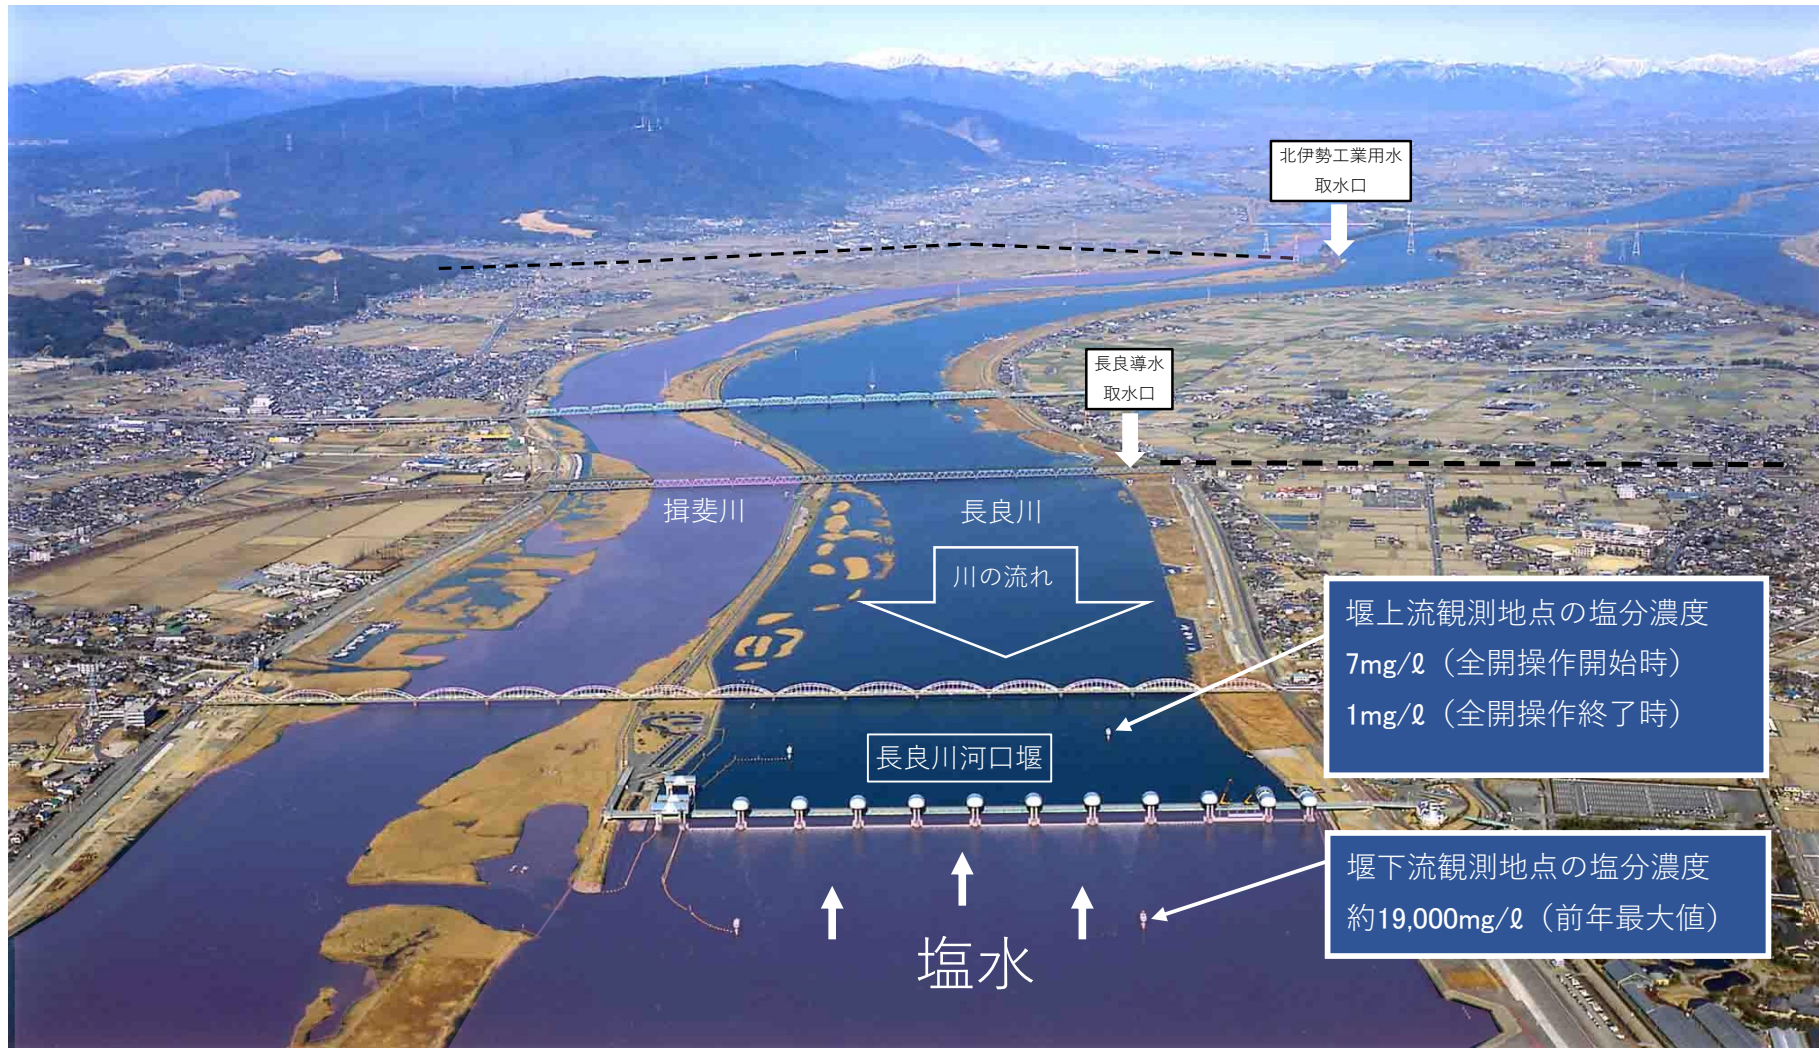 北伊勢工業用水
取水口
長良導水
取水口
揖斐川
長良川
川の流れ
堰上流観測地点の塩分濃度
7mg/ℓ（全開操作開始時）
1mg/ℓ（全開操作終了時）
長良川河口堰
堰下流観測地点の塩分濃度
約19,000mg/ℓ（前年最大値）
塩水